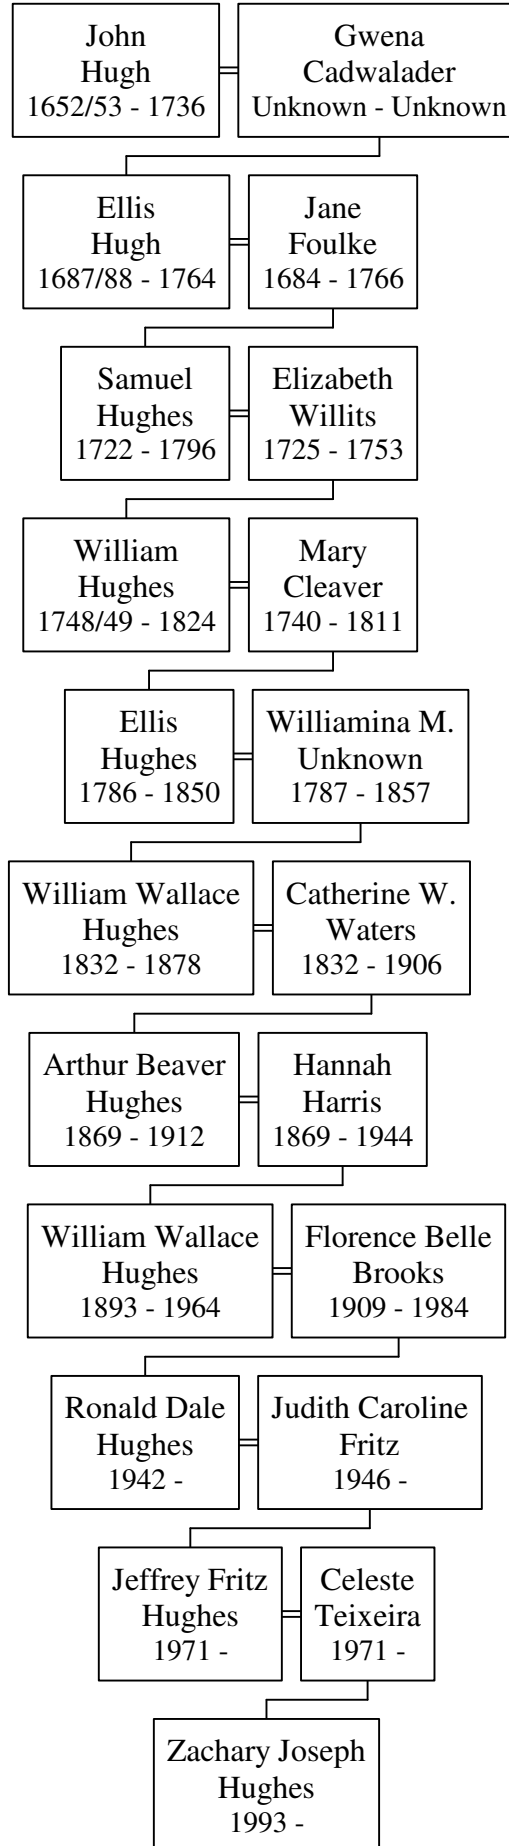 John
Hugh
1652/53 - 1736
Gwena
Cadwalader
Unknown - Unknown
Ellis
Hugh
1687/88 - 1764
Jane
Foulke
1684 - 1766
Samuel
Hughes
1722 - 1796
Elizabeth
Willits
1725 - 1753
William
Hughes
1748/49 - 1824
Mary
Cleaver
1740 - 1811
Ellis
Hughes
1786 - 1850
Williamina M.
Unknown
1787 - 1857
William Wallace
Hughes
1832 - 1878
Catherine W.
Waters
1832 - 1906
Arthur Beaver
Hughes
1869 - 1912
Hannah
Harris
1869 - 1944
William Wallace
Hughes
1893 - 1964
Florence Belle
Brooks
1909 - 1984
Ronald Dale
Hughes
1942 -
Judith Caroline
Fritz
1946 -
Jeffrey Fritz
Hughes
1971 -
Celeste
Teixeira
1971 -
Zachary Joseph
Hughes
1993 -